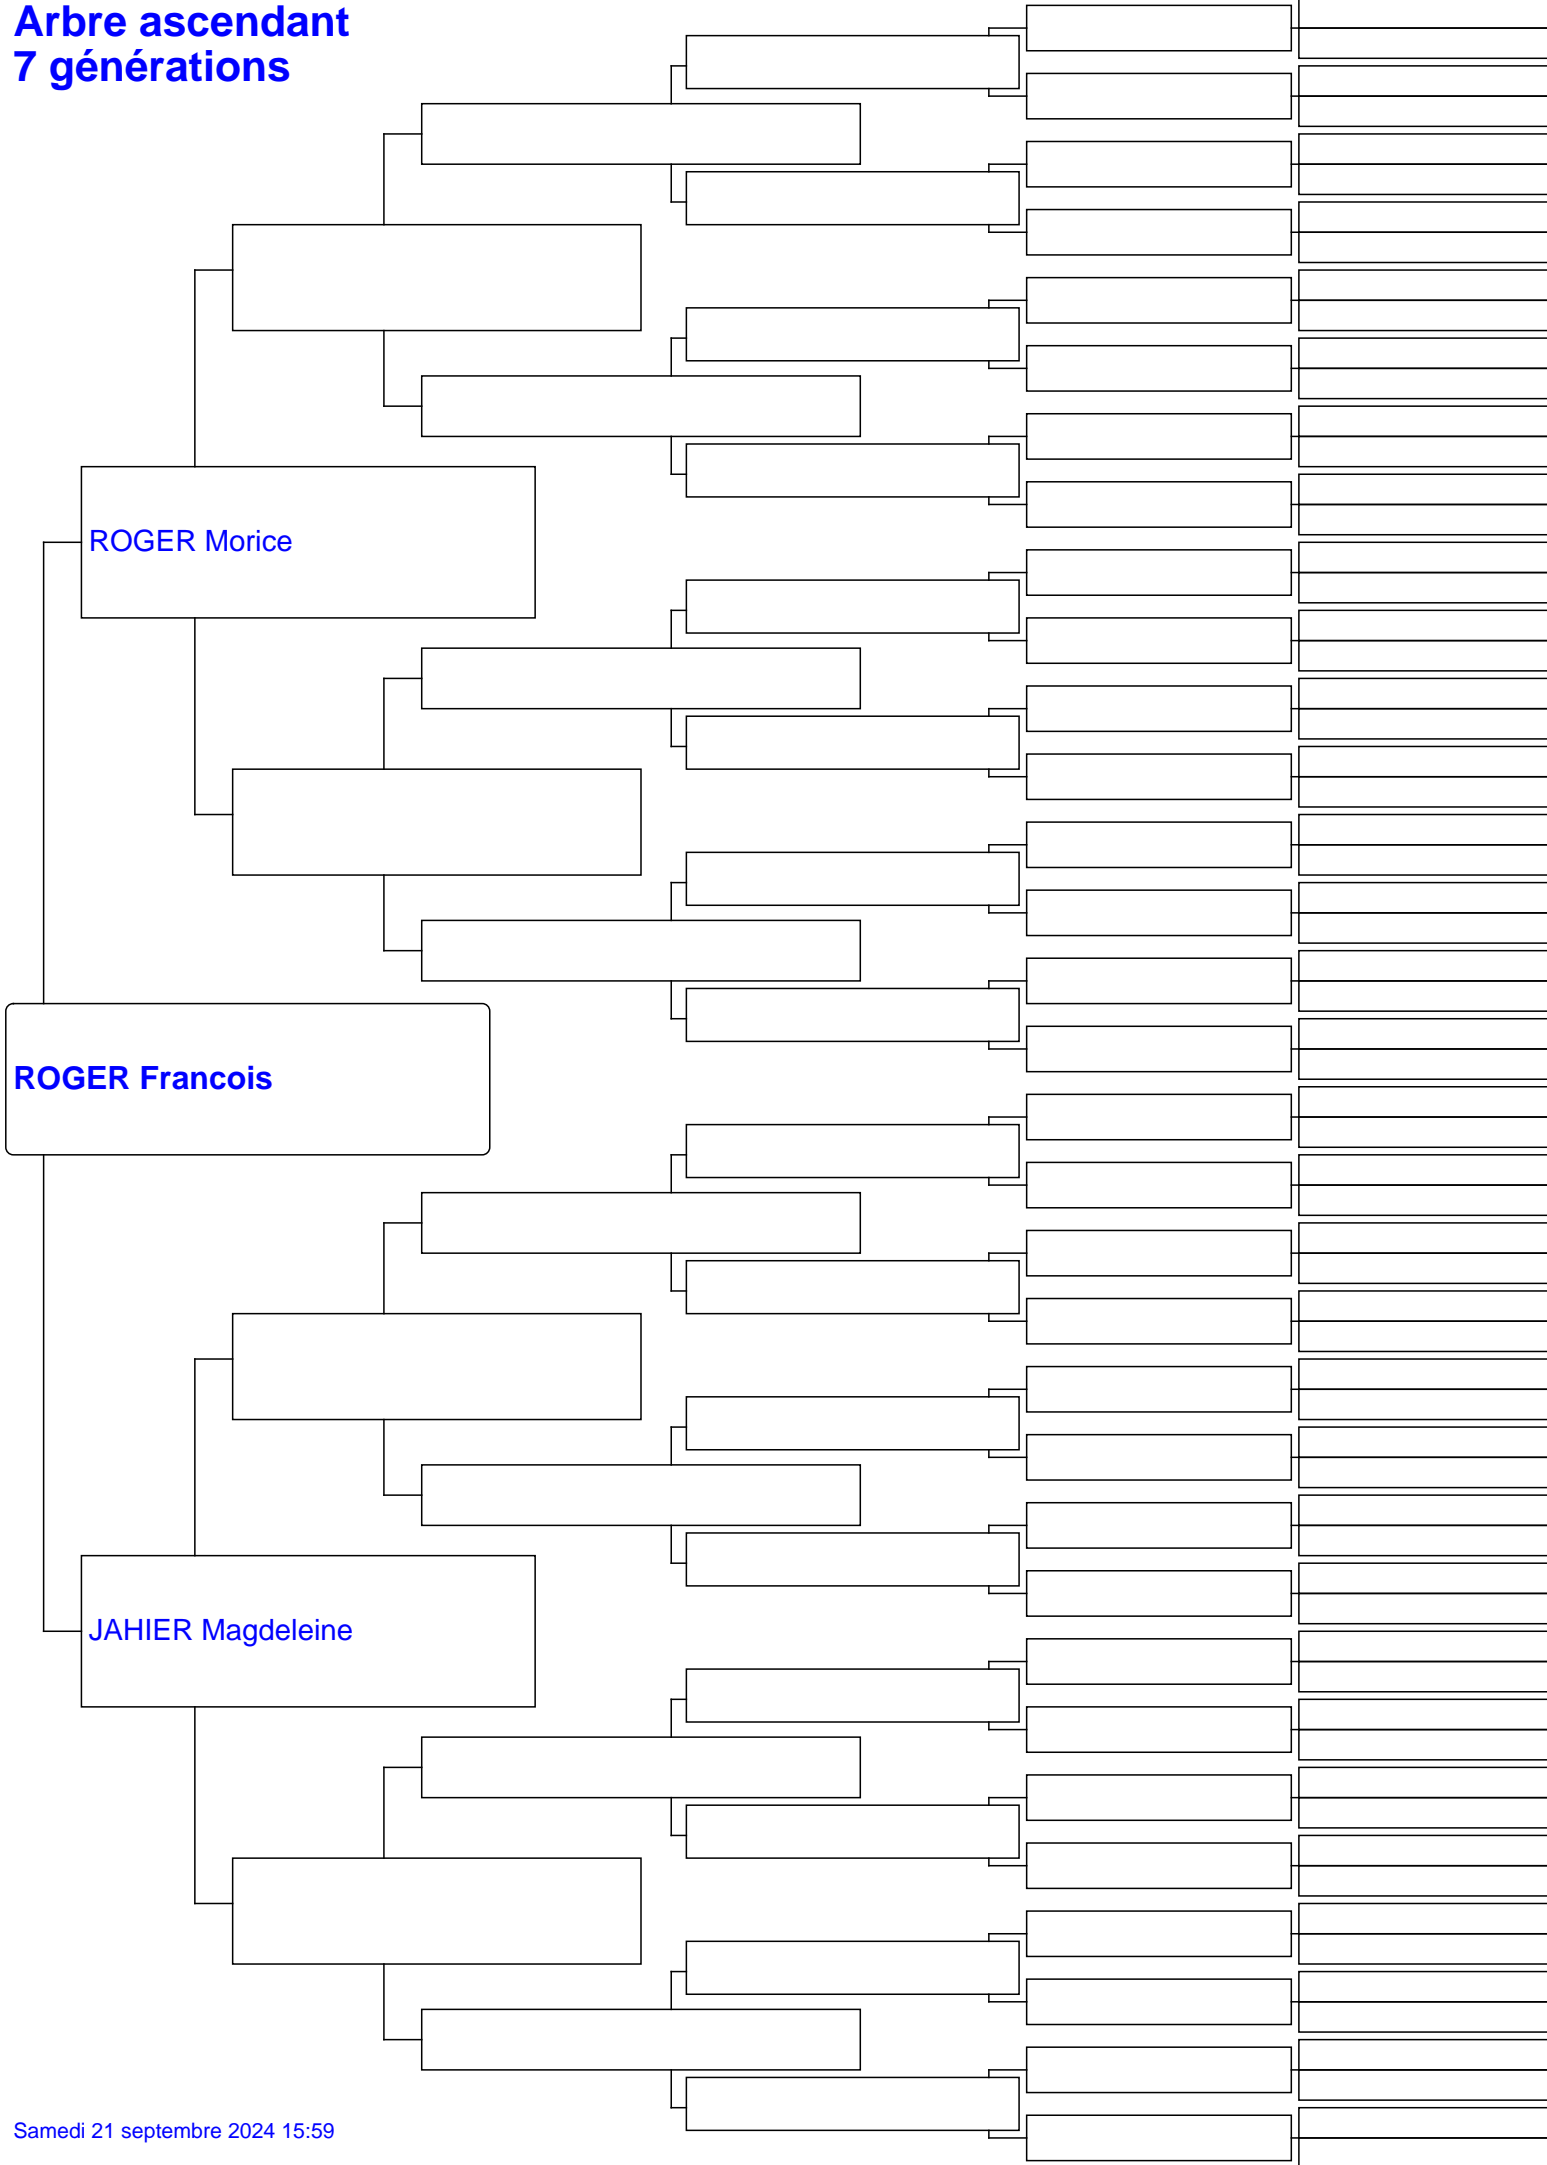 Arbre ascendant
7 générations
ROGER Morice
ROGER Francois
JAHIER Magdeleine
Samedi 21 septembre 2024 15:59